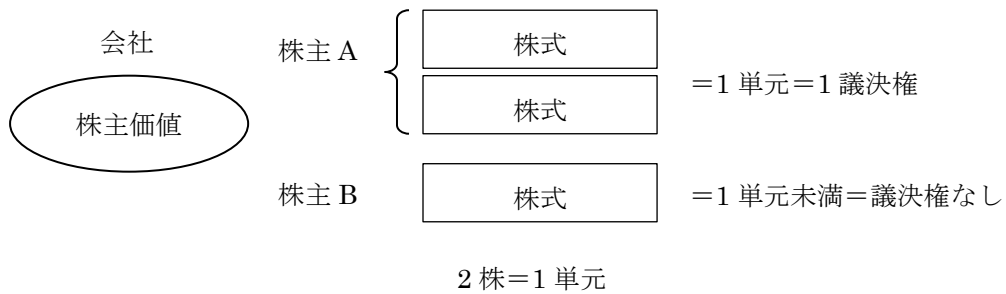 会社
株主価値
株主 A
株式
株式
＝1 単元＝1 議決権
株主 B
株式
＝1 単元未満＝議決権なし
2 株＝1 単元